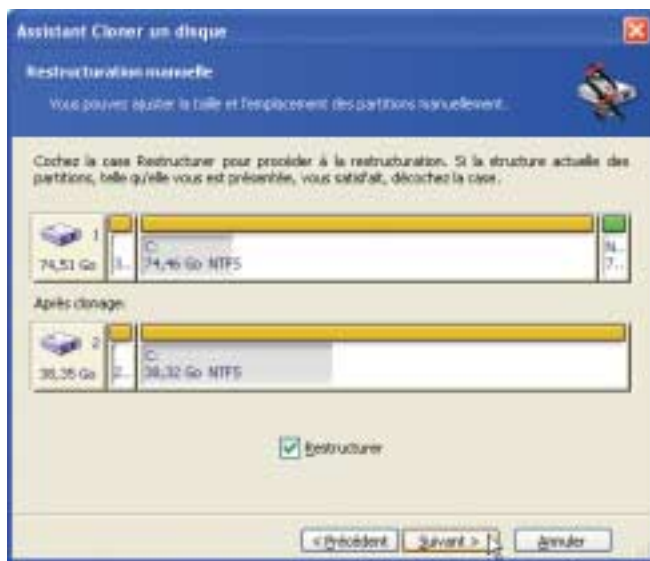 Assistant Cloner un disque
Restructuration manuelle
Vous pouvez ajuster la taille et l'emplacement des partitions manuellement.
Cochez la case Restructurer pour procéder à la restructuration. Si la structure actuelle des
partitions, telle qu'elle vous est présentée, vous satisfait, décochez la case.
1
74,51 Go
3...
C:
74,46 Go NTFS
N...
7...
Après clonage:
2
38,35 Go
2...
C:
38,32 Go NTFS
Restructurer
< Précédent
Suivant >
Annuler